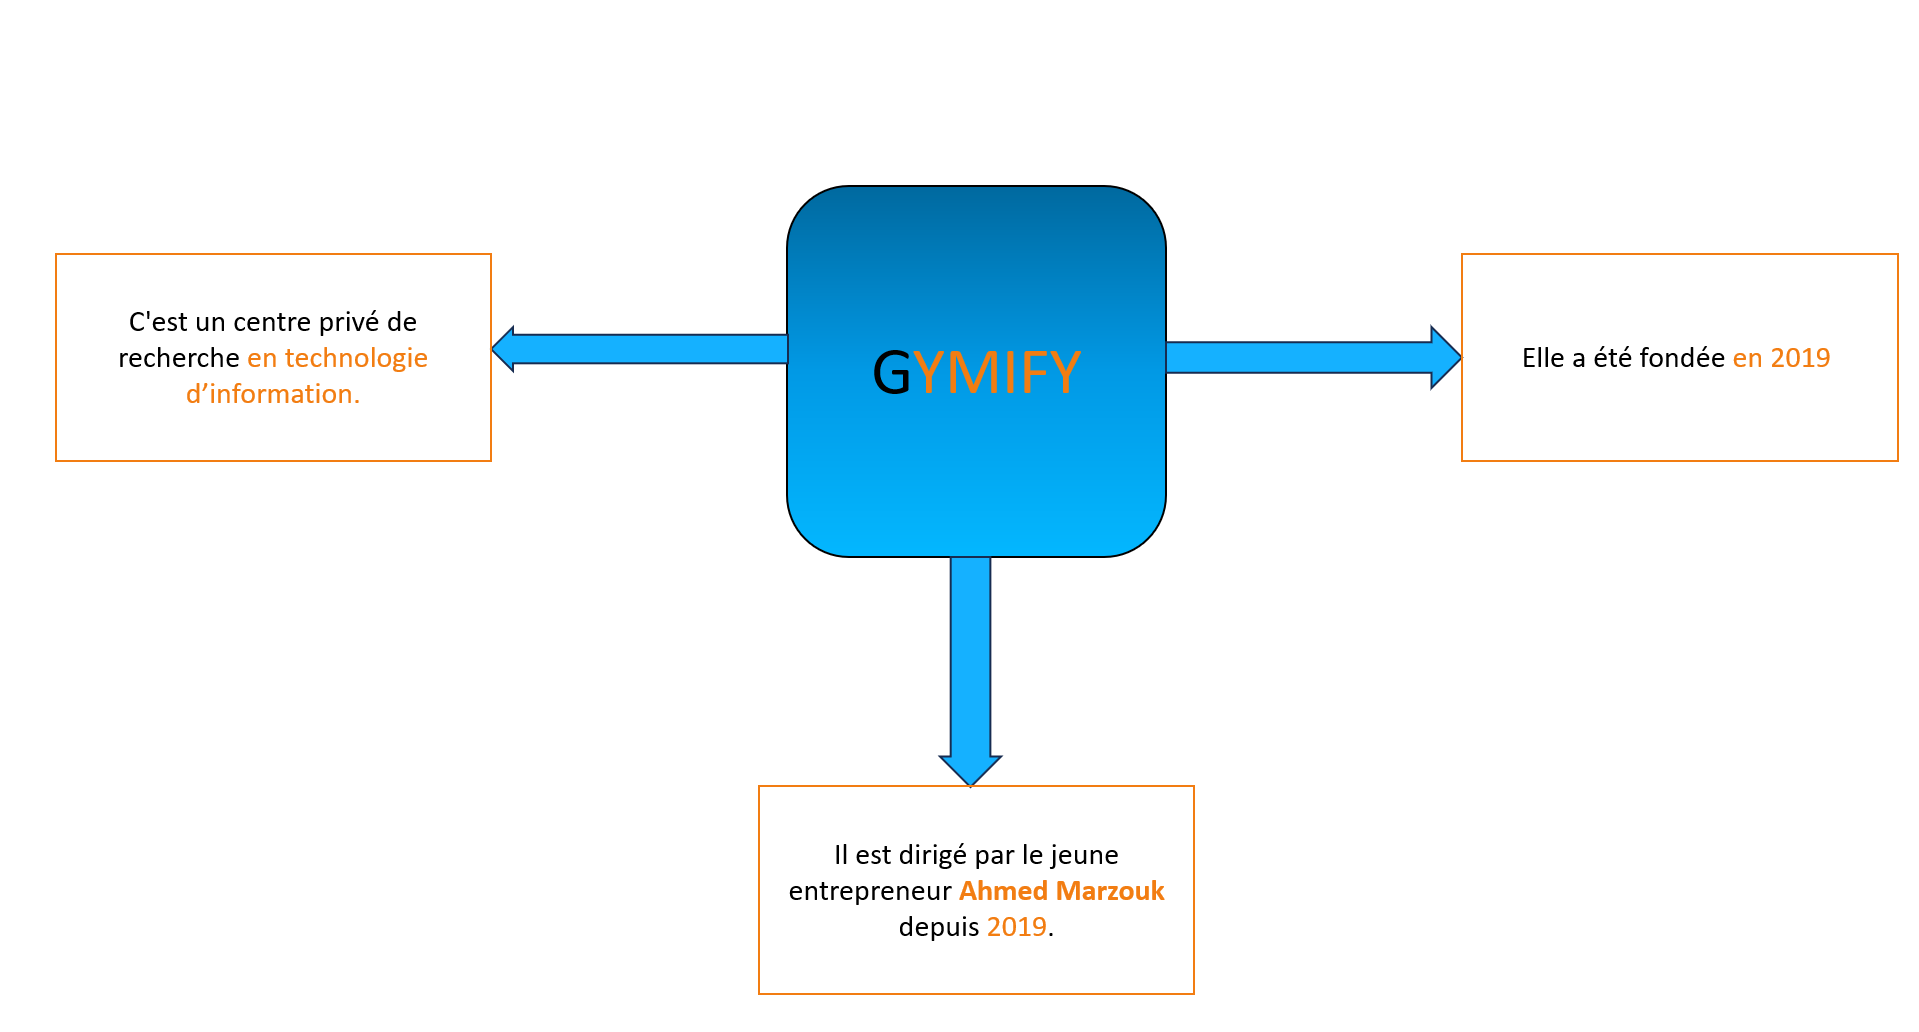 C'est un centre privé de
recherche en technologie
d’information.
GYMIFY
Elle a été fondée en 2019
Il est dirigé par le jeune
entrepreneur Ahmed Marzouk
depuis 2019.